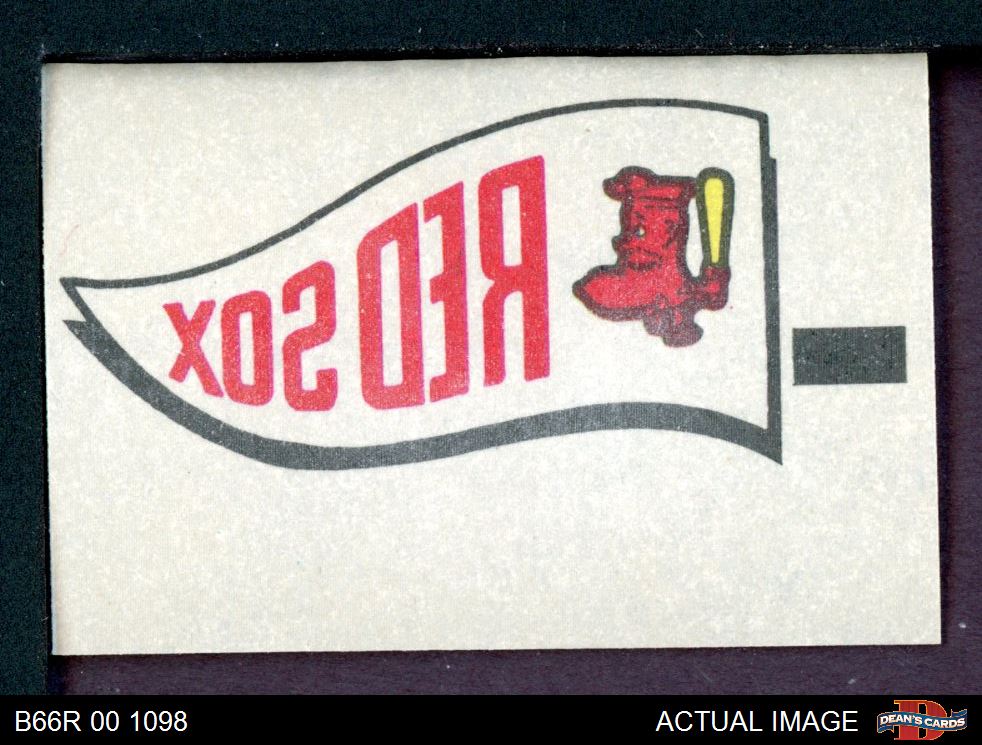 RED SOX
B66R 00 1098
ACTUAL IMAGE
DEAN'S CARDS